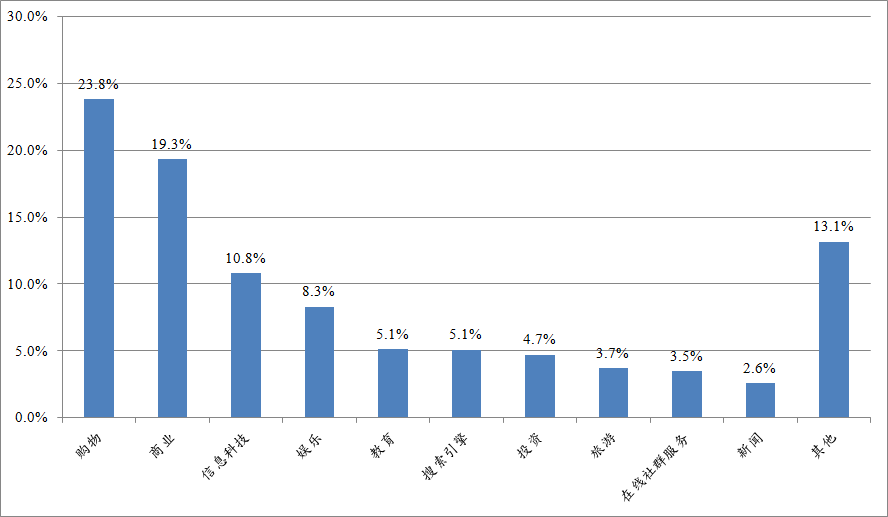 30.0%
25.0%
20.0%
15.0%
10.0%
5.0%
0.0%
23.8%
19.3%
10.8%
8.3%
5.1%
5.1%
4.7%
3.7%
3.5%
2.6%
13.1%
购物
商业
信息科技
娱乐
教育
搜索引擎
投资
旅游
在线社群服务
新闻
其他